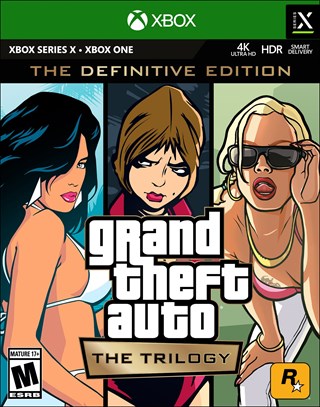 XBOX
SERIES X
XBOX SERIES X • XBOX ONE
4K
ULTRA HD
HDR
SMART
DELIVERY
THE DEFINITIVE EDITION
grand
theft
auto
THE TRILOGY
MATURE 17+
M
ESRB
R